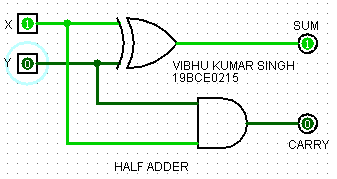 X 1
SUM
1
Y 0
VIBHU KUMAR SINGH
19BCE0215
0
CARRY
HALF ADDER